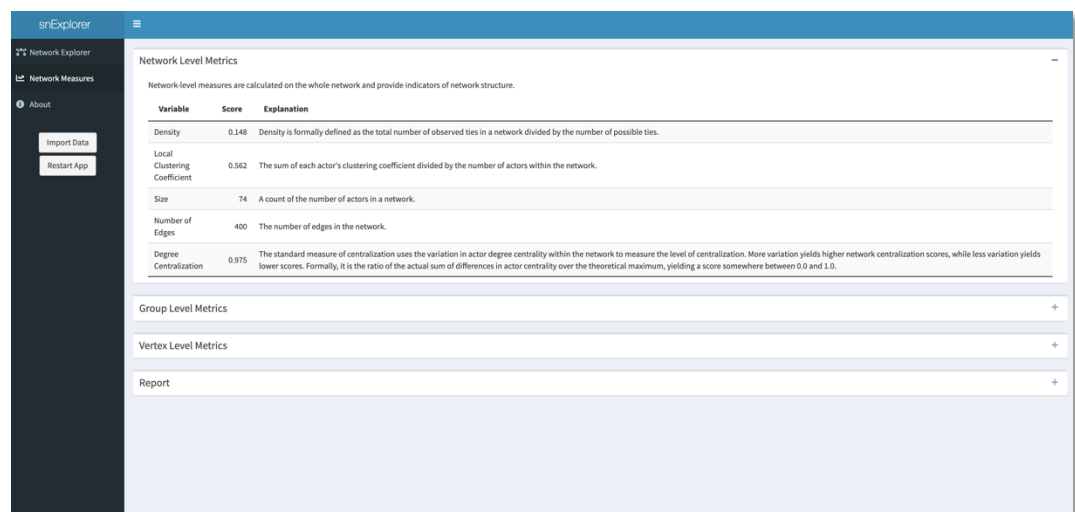 snExplorer
Network Explorer
Network Measures
About
Import Data
Restart App
Network Level Metrics
Network-level measures are calculated on the whole network and provide indicators of network structure.
Variable Score Explanation
Density 0.148 Density is formally defined as the total number of observed ties in a network divided by the number of possible ties.
Local
Clustering 0.562 The sum of each actor's clustering coefficient divided by the number of actors within the network.
Coefficient
Size 74 A count of the number of actors in a network.
Number of
Edges 400 The number of edges in the network.
Degree
Centralization 0.975 The standard measure of centralization uses the variation in actor degree centrality within the network to measure the level of centralization. More variation yields higher network centralization scores, while less variation yields
lower scores. Formally, it is the ratio of the actual sum of differences in actor centrality over the theoretical maximum, yielding a score somewhere between 0.0 and 1.0.
Group Level Metrics
Vertex Level Metrics
Report